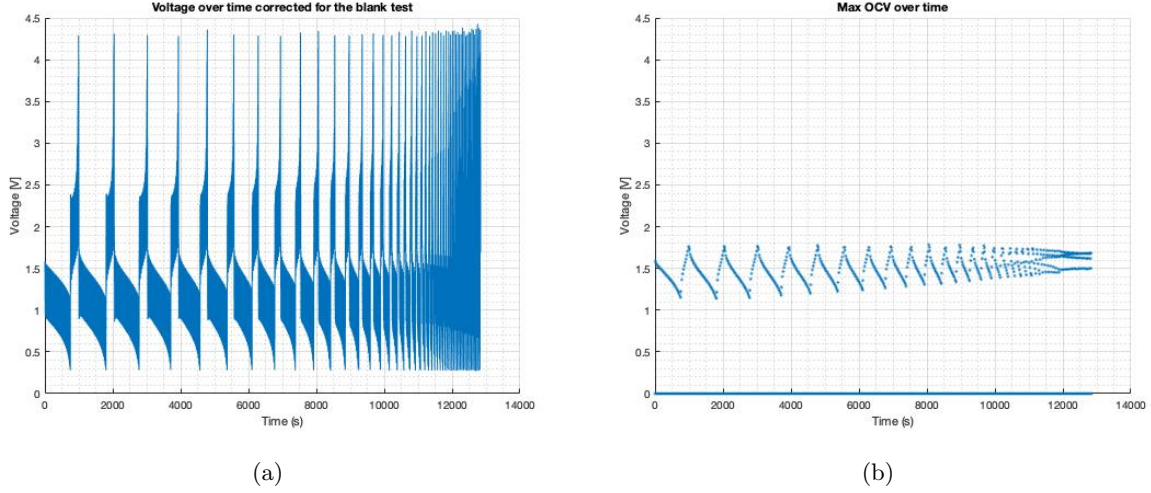 Voltage over time corrected for the blank test
4.5
4
3.5
3
2.5
2
1.5
1
0.5
0
Voltage [V]
0 2000 4000 6000 8000 10000 12000 14000
Time (s)
(a)
Max OCV over time
4.5
4
3.5
3
2.5
2
1.5
1
0.5
0
Voltage [V]
0 2000 4000 6000 8000 10000 12000 14000
Time (s)
(b)